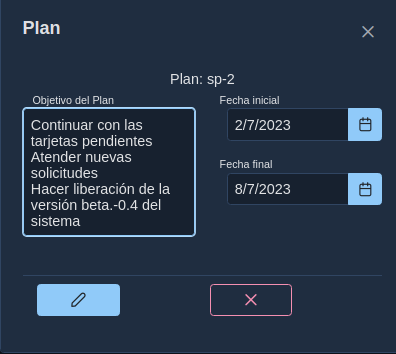 Plan
Plan: sp-2
Objetivo del Plan
Continuar con las
tarjetas pendientes
Atender nuevas
solicitudes
Hacer liberación de la
versión beta.-0.4 del
sistema
Fecha inicial
2/7/2023
Fecha final
8/7/2023